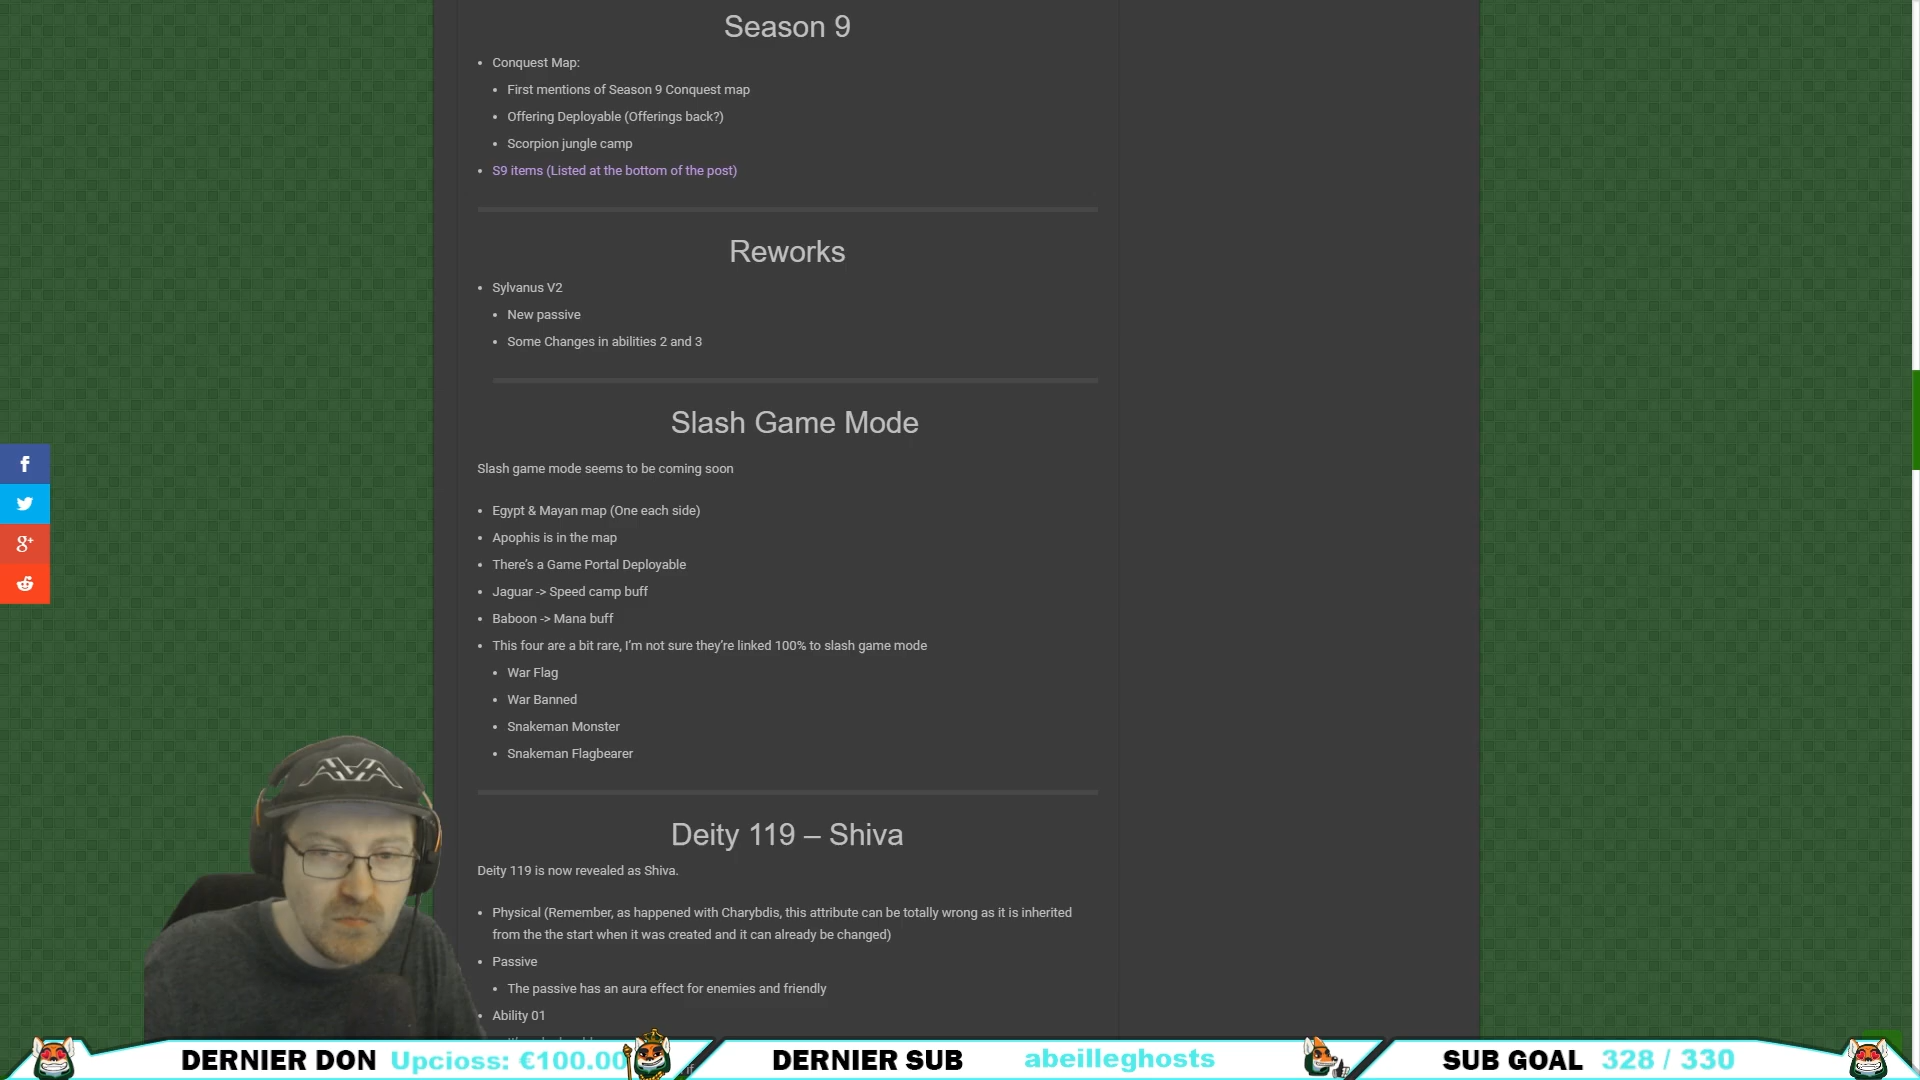 Season 9
Conquest Map:
First mentions of Season 9 Conquest map
Offering Deployable (Offerings back?)
Scorpion jungle camp
S9 items (Listed at the bottom of the post)
Reworks
Sylvanus V2
New passive
Some Changes in abilities 2 and 3
Slash Game Mode
Slash game mode seems to be coming soon
Egypt & Mayan map (One each side)
Apophis is in the map
There's a Game Portal Deployable
Jaguar -> Speed camp buff
Baboon -> Mana buff
This four are a bit rare, I'm not sure they're linked 100% to slash game mode
War Flag
War Banned
Snakeman Monster
Snakeman Flagbearer
Deity 119 – Shiva
Deity 119 is now revealed as Shiva.
Physical (Remember, as happened with Charybdis, this attribute can be totally wrong as it is inherited
from the the start when it was created and it can already be changed)
Passive
The passive has an aura effect for enemies and friendly
Ability 01
DERNIER DON Upcioss: €100.00 DERNIER SUB abeilleghosts SUB GOAL 328 / 330